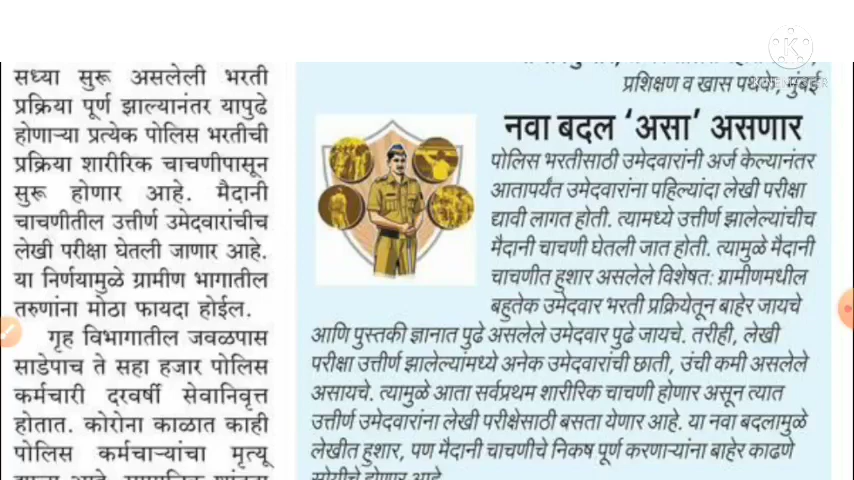 सध्या सुरू असलेली भरती
प्रक्रिया पूर्ण झाल्यानंतर यापुढे
होणाऱ्या प्रत्येक पोलिस भरतीची
प्रक्रिया शारीरिक चाचणीपासून
सुरू होणार आहे. मैदानी
चाचणीतील उत्तीर्ण उमेदवारांचीच
लेखी परीक्षा घेतली जाणार आहे.
या निर्णयामुळे ग्रामीण भागातील
तरुणांना मोठा फायदा होईल.
गृह विभागातील जवळपास
साडेपाच ते सहा हजार पोलिस
कर्मचारी दरवर्षी सेवानिवृत्त
होतात. कोरोना काळात काही
पोलिस कर्मचाऱ्यांचा मृत्यू
प्रशिक्षण व खास पथके, मुंबई
नवा बदल ‘असा’ असणार
पोलिस भरतीसाठी उमेदवारांनी अर्ज केल्यानंतर
आतापर्यंत उमेदवारांना पहिल्यांदा लेखी परीक्षा
द्यावी लागत होती. त्यामध्ये उत्तीर्ण झालेल्यांचीच
मैदानी चाचणी घेतली जात होती. त्यामुळे मैदानी
चाचणीत हुशार असलेले विशेषत: ग्रामीणमधील
बहुतेक उमेदवार भरती प्रक्रियेतून बाहेर जायचे
आणि पुस्तकी ज्ञानात पुढे असलेले उमेदवार पुढे जायचे. तरीही, लेखी
परीक्षा उत्तीर्ण झालेल्यांमध्ये अनेक उमेदवारांची छाती, उंची कमी असलेले
असायचे. त्यामुळे आता सर्वप्रथम शारीरिक चाचणी होणार असून त्यात
उत्तीर्ण उमेदवारांना लेखी परीक्षेसाठी बसता येणार आहे. या नवा बदलामुळे
लेखीत हुशार, पण मैदानी चाचणीचे निकष पूर्ण करणाऱ्यांना बाहेर काढणे
सोयीचे होणार आहे